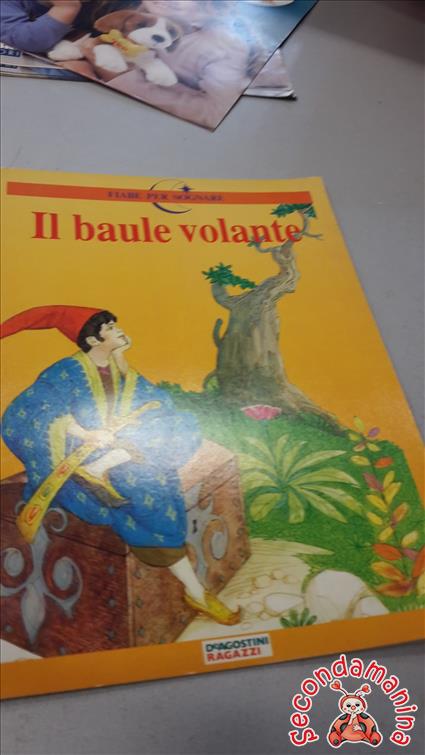 FIABE PER SOGNARE
Il baule volante
DeAGOSTINI
RAGAZZI
secondamanina